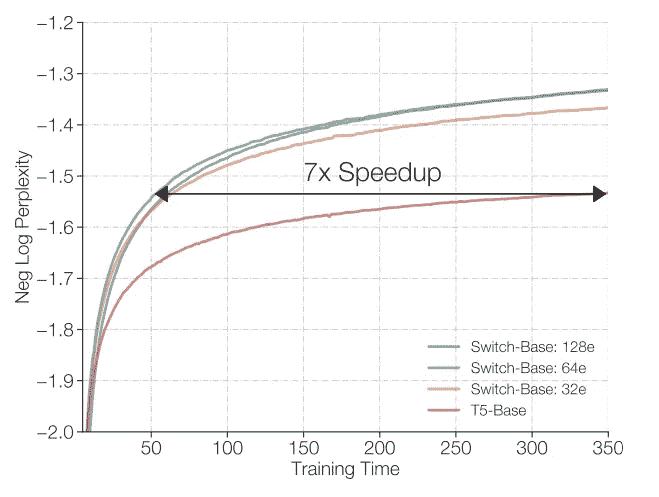 −1.2
−1.3
−1.4
−1.5
−1.6
−1.7
−1.8
−1.9
−2.0
Neg Log Perplexity
7x Speedup
Switch-Base: 128e
Switch-Base: 64e
Switch-Base: 32e
T5-Base
50 100 150 200 250 300 350
Training Time